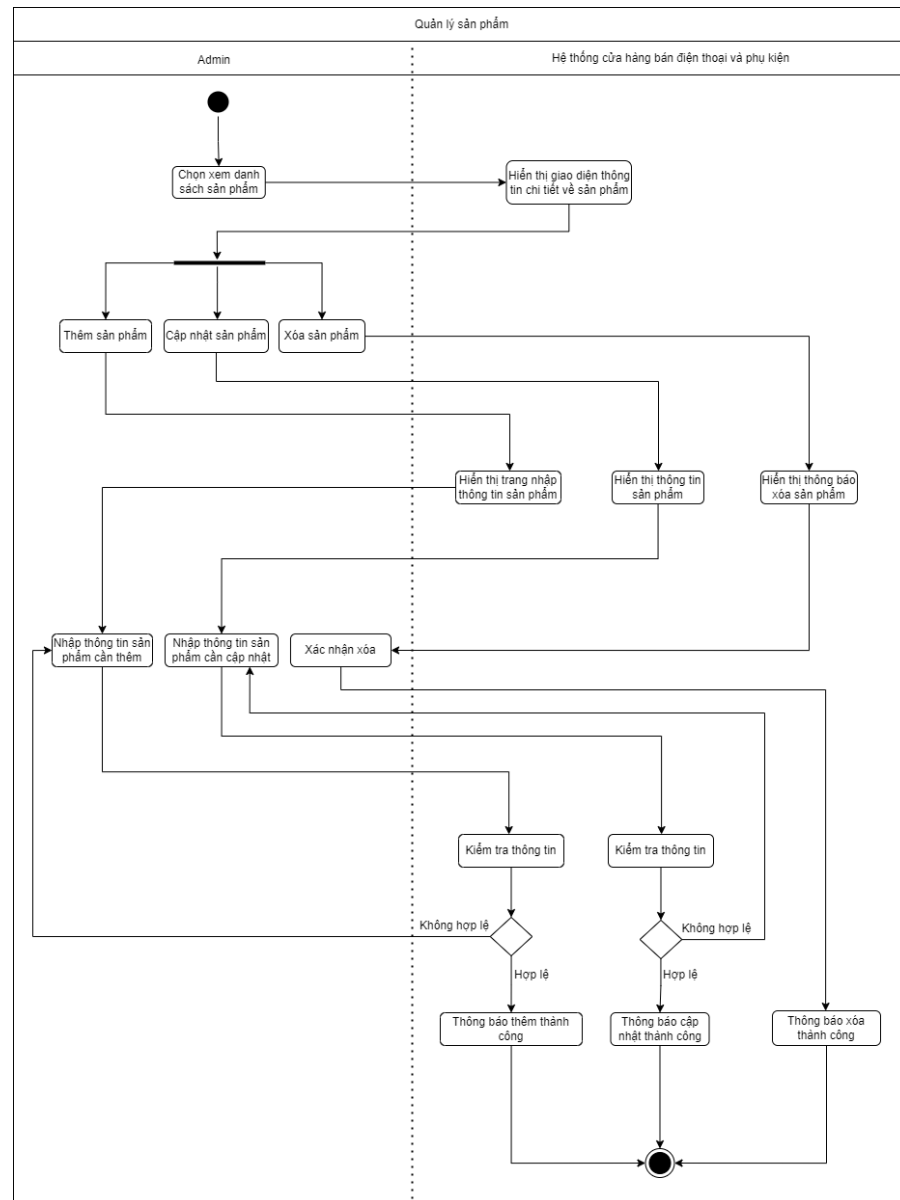 Quản lý sản phẩm
Admin
Hệ thống cửa hàng bán điện thoại và phụ kiện
Chọn xem danh
sách sản phẩm
Hiển thị giao diện thông
tin chi tiết về sản phẩm
Thêm sản phẩm
Cập nhật sản phẩm
Xóa sản phẩm
Hiển thị trang nhập
thông tin sản phẩm
Hiển thị thông tin
sản phẩm
Hiển thị thông báo
xóa sản phẩm
Nhập thông tin sản
phẩm cần thêm
Nhập thông tin sản
phẩm cần cập nhật
Xác nhận xóa
Kiểm tra thông tin
Kiểm tra thông tin
Không hợp lệ
Không hợp lệ
Hợp lệ
Hợp lệ
Thông báo thêm thành
công
Thông báo cập
nhật thành công
Thông báo xóa
thành công